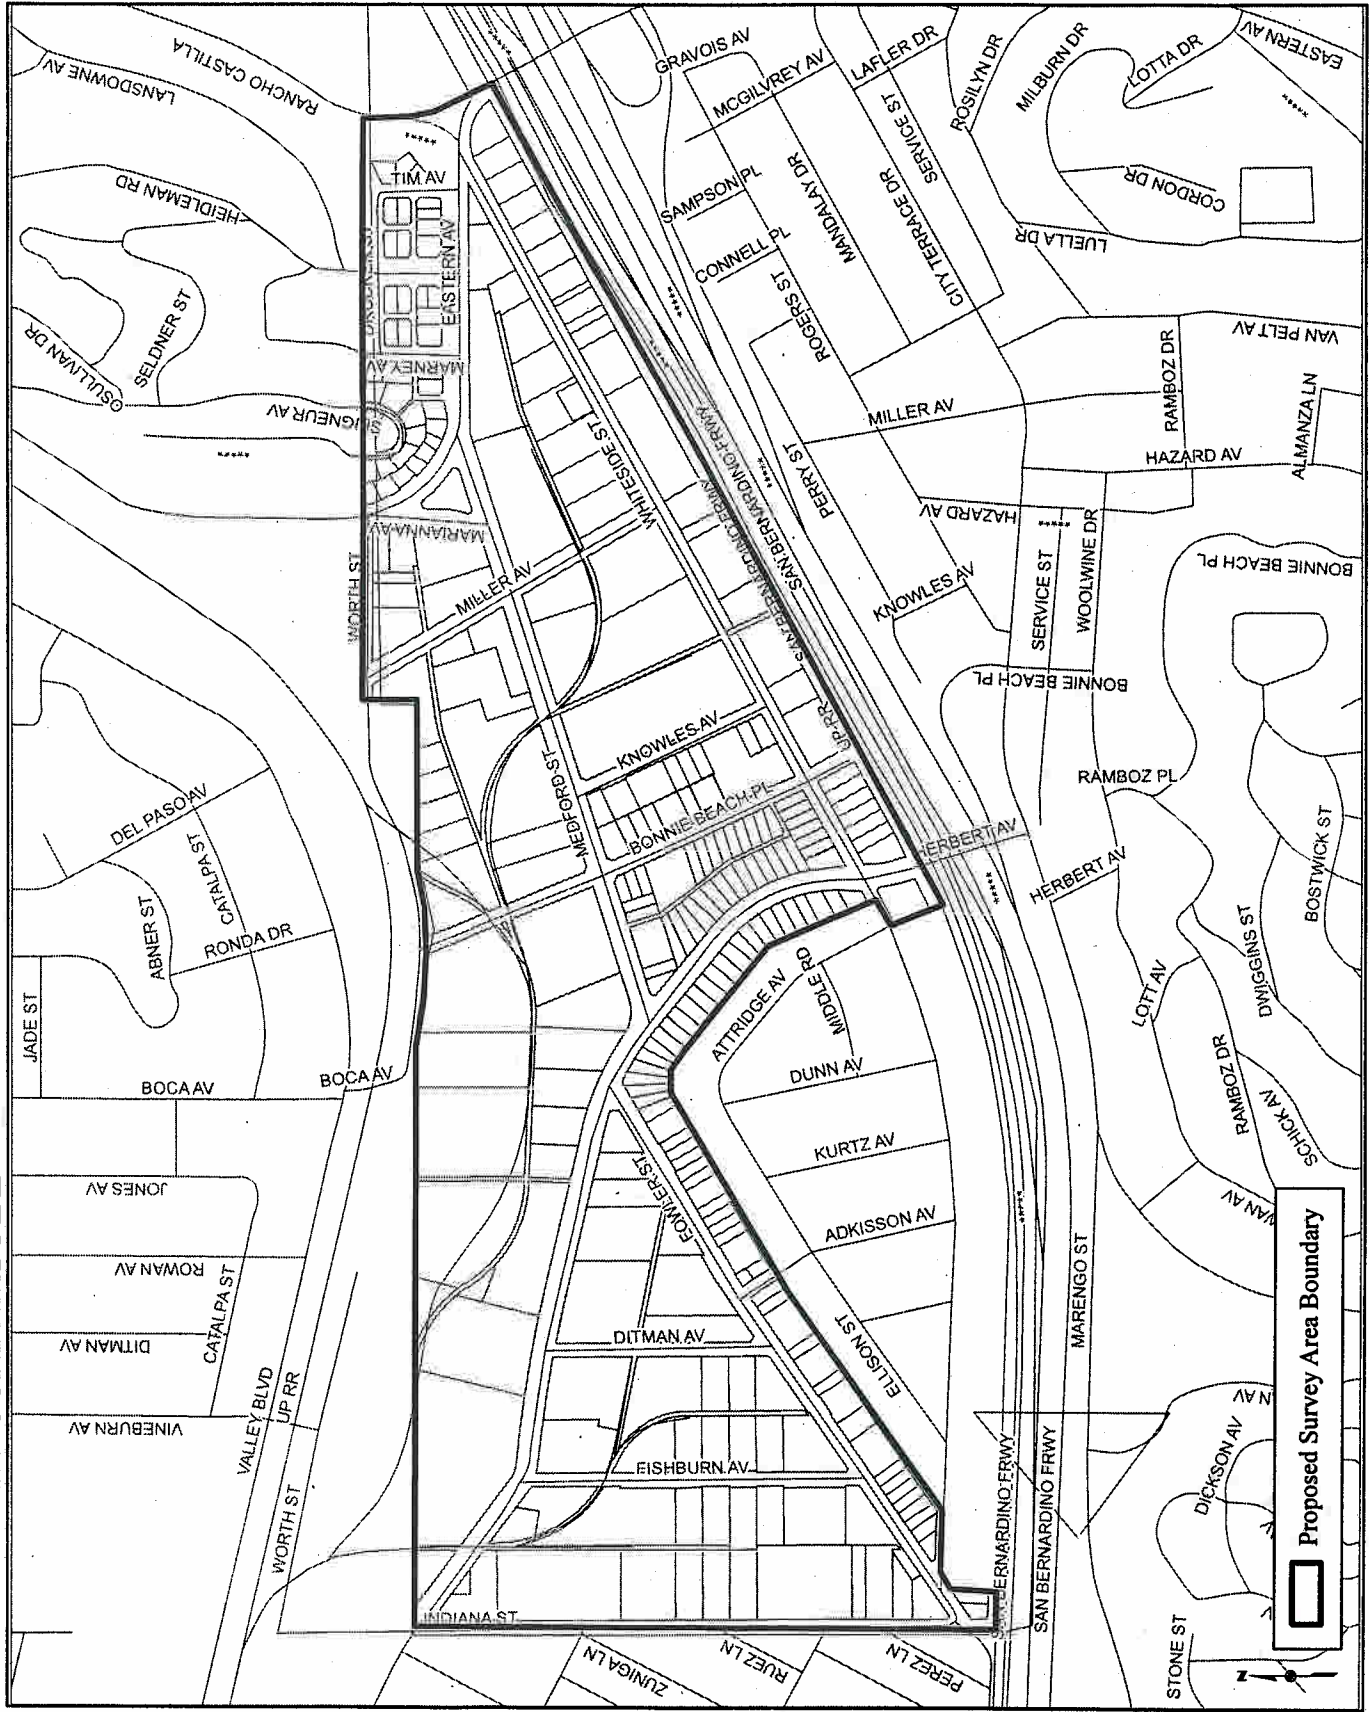 RANCHO CASTILLA
LANSDOWNE AV
HEIDLEMAN RD
OSULLIVAN DR
SELDNER ST
TIM AV
EASTERN AV
MARNEY AV
MARIANNA AV
WORTH ST
MILLER AV
WHITESIDE ST
MEDFORD ST
KNOWLES AV
BONNIE BEACH PL
SAN BERNARDINO FRWY
SAN BERNARDINO FRWY
UP RR
GRAVOIS AV
MCGILVREY AV
LAFLER DR
ROSILYN DR
MILBURN DR
LOTTA DR
EASTERN AV
SERVICE ST
CORDON DR
SAMPSON PL
MANDALAY DR
CITY TERRACE DR
CONNELL PL
ROGERS ST
LUELLA DR
VAN PELT AV
RAMBOZ DR
ALMANZA LN
MILLER AV
HAZARD AV
PERRY ST
HAZARD AV
SERVICE ST
WOOLWINE DR
BONNIE BEACH PL
KNOWLES AV
BONNIE BEACH PL
RAMBOZ PL
HERBERT AV
BOSTWICK ST
DWIGGINS ST
LOTT AV
RAMBOZ DR
SCHICK AV
DEL PASO AV
CATALPA ST
ABNER ST
RONDA DR
JADE ST
BOCA AV
BOCA AV
JONES AV
ROWAN AV
DITMAN AV
CATALPA ST
VINEBURN AV
VALLEY BLVD
UP RR
WORTH ST
ATTRIDGE AV
MIDDLE RD
DUNN AV
KURTZ AV
ADKISSON AV
ELLISON ST
FOWLER ST
DITMAN AV
FISHBURN AV
INDIANA ST
ZUNIGA LN
RUEZ LN
PEREZ LN
SAN BERNARDINO FRWY
MARENGO ST
DICKSON AV
STONE ST
Proposed Survey Area Boundary